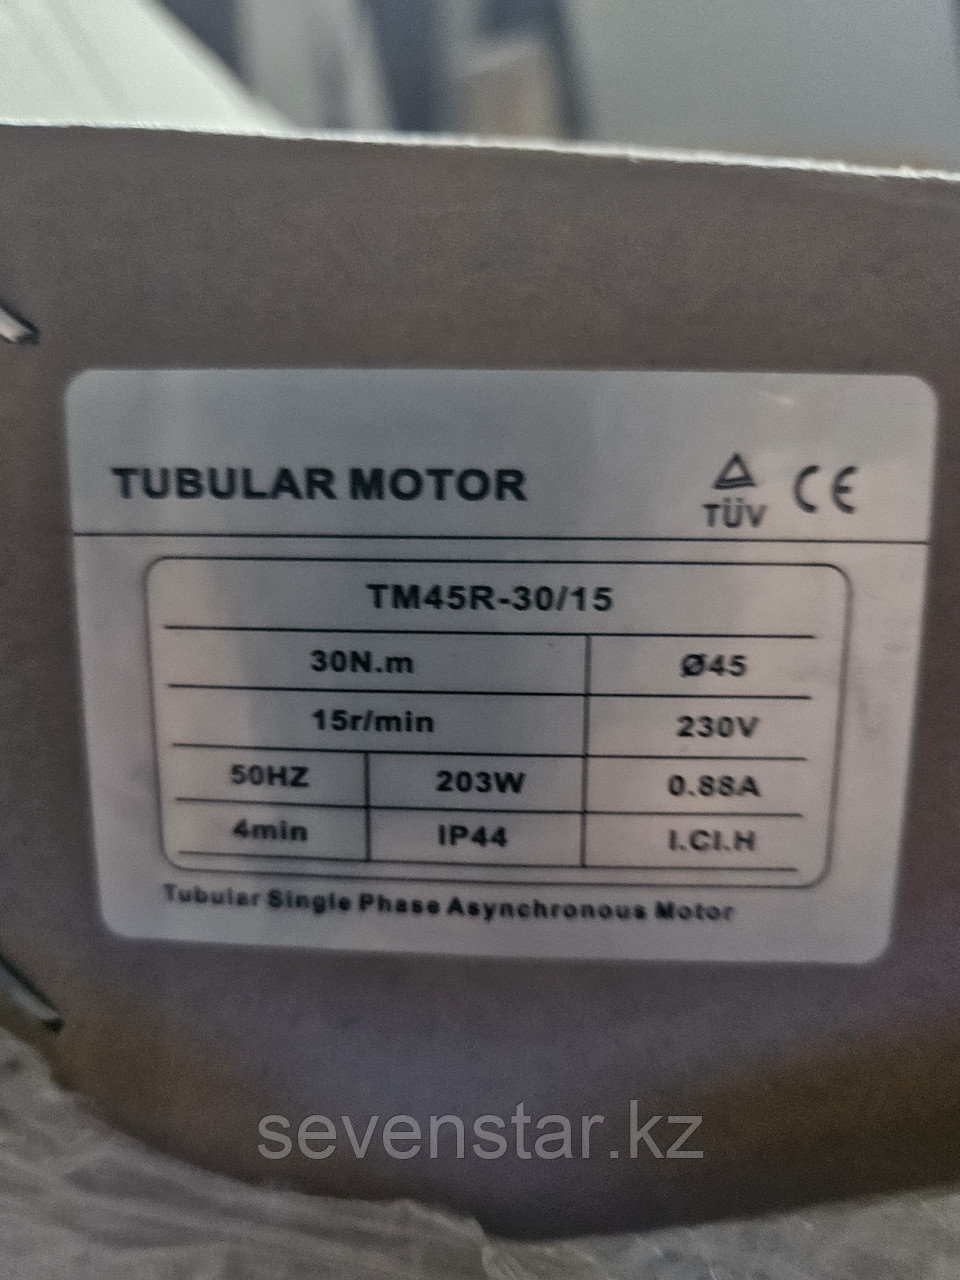 TUBULAR MOTOR
TÜV CE
TM45R-30/15
30N.m Ø45
15r/min 230V
50HZ 203W 0.88A
4min IP44 I.CI.H
Tubular Single Phase Asynchronous Motor
sevenstar.kz